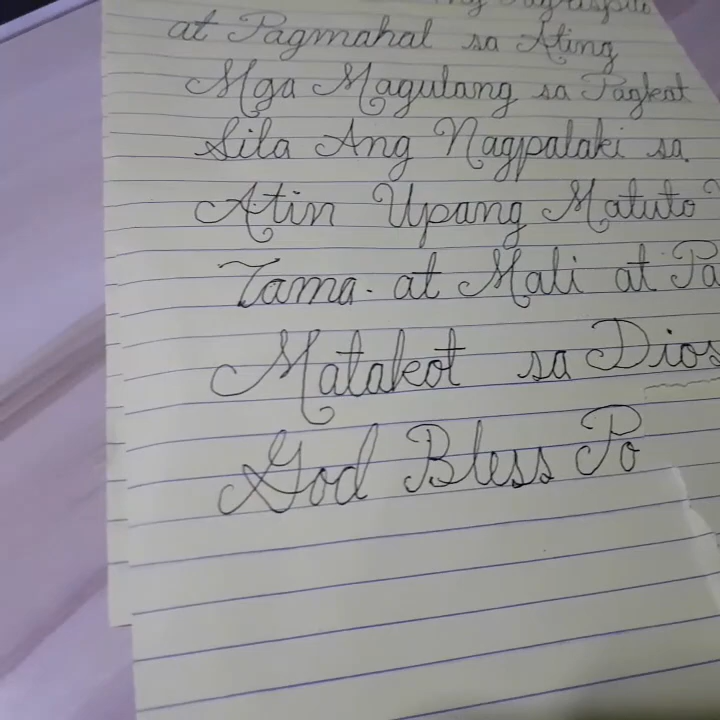 at Pagmahal sa Ating
Mga Magulang sa Pagkat
Sila Ang Nagpalaki sa
Atin Upang Matuto
Tama. at Mali at Pa
Matakot sa Dios
God Bless Po